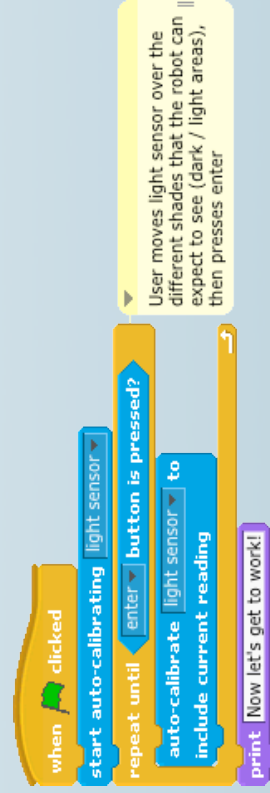 when clicked
start auto-calibrating light sensor
repeat until enter button is pressed?
auto-calibrate light sensor to
include current reading
print Now let's get to work!
User moves light sensor over the
different shades that the robot can
expect to see (dark / light areas),
then presses enter